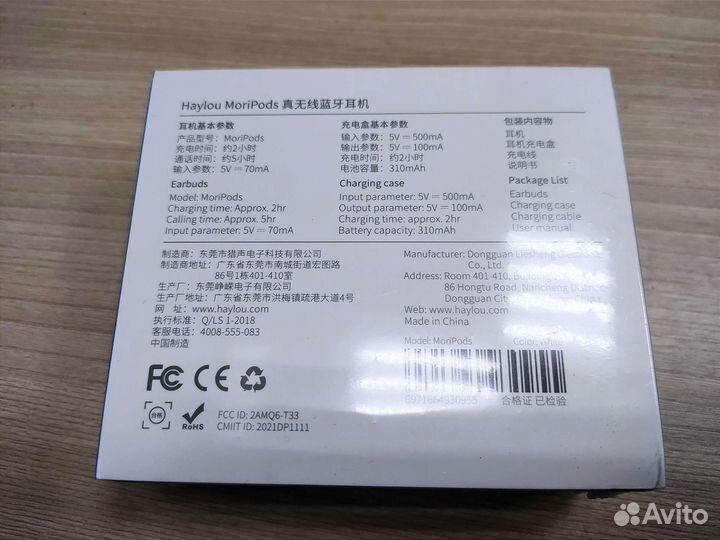 Haylou MoriPods 真无线蓝牙耳机
耳机基本参数
产品型号：MoriPods
充电时间：约2小时
通话时间：约5小时
输入参数：5V⎓70mA
Earbuds
Model: MoriPods
Charging time: Approx. 2hr
Calling time: Approx. 5hr
Input parameter: 5V⎓70mA
充电盒基本参数
输入参数：5V⎓500mA
输出参数：5V⎓100mA
充电时间：约2小时
电池容量：310mAh
Charging case
Input parameter: 5V⎓500mA
Output parameter: 5V⎓100mA
Charging time: approx. 2hr
Battery capacity: 310mAh
包装内容物
耳机
耳机充电盒
充电线
说明书
Package List
Earbuds
Charging case
Charging cable
User manual
制造商：东莞市猎声电子科技有限公司
制造商地址：广东省东莞市南城街道宏图路
86号1栋401-410室
生产厂：东莞峥嵘电子有限公司
生产厂地址：广东省东莞市洪梅镇疏港大道4号
网 址：www.haylou.com
执行标准：Q/LS 1-2018
客服电话：4008-555-083
中国制造
Manufacturer: Dongguan Liesheng
Co., Ltd.
Address: Room 401-410, Building
86 Hongtu Road, Nancheng District
Dongguan City,
Web: www.haylou.com
Made in China
Model: MoriPods Color: White
6971664930955 合格证 已检验
FC CE
合格 RoHS
FCC ID: 2AMQ6-T33
CMIIT ID: 2021DP1111
Avito